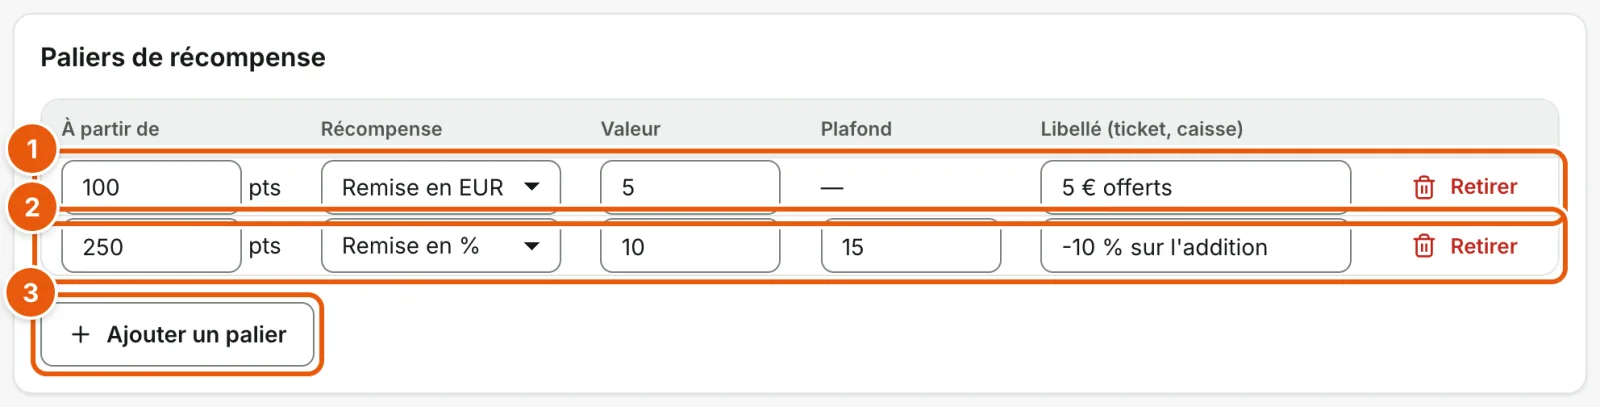 Paliers de récompense
À partir de Récompense Valeur Plafond Libellé (ticket, caisse)
1
100 pts Remise en EUR 5 — 5 € offerts Retirer
2
250 pts Remise en % 10 15 -10 % sur l'addition Retirer
3
+ Ajouter un palier